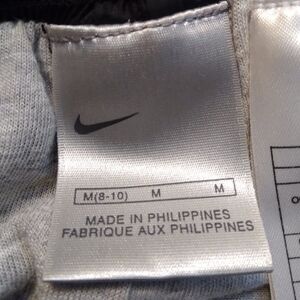 M(8-10) M M
MADE IN PHILIPPINES
FABRIQUE AUX PHILIPPINES